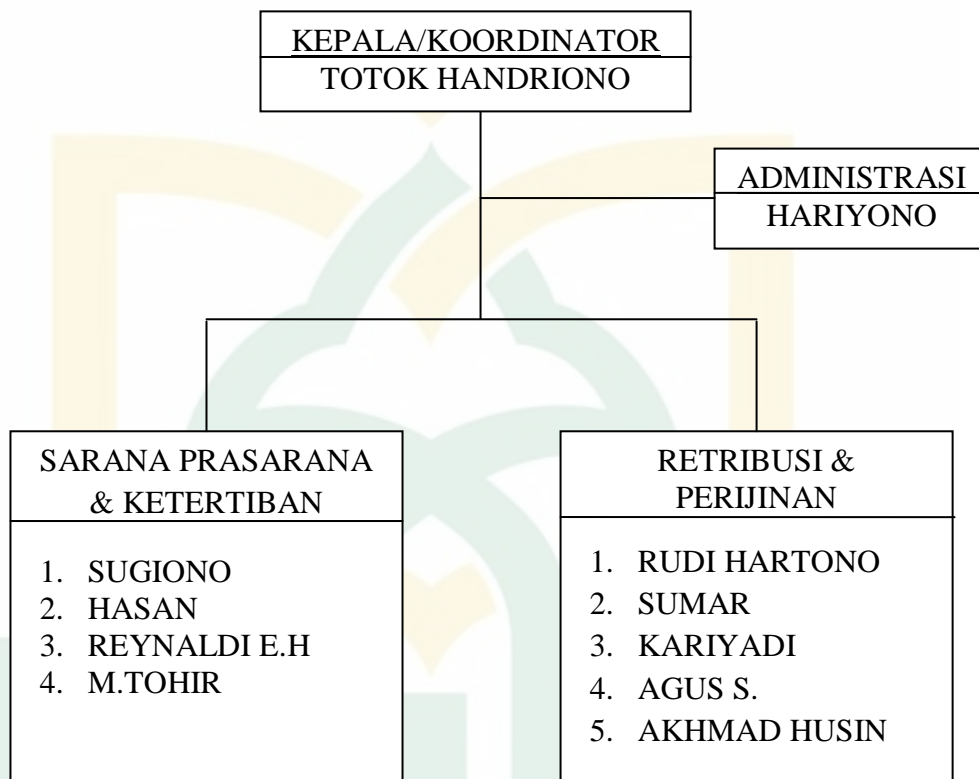 KEPALA/KOORDINATOR
TOTOK HANDRIONO
ADMINISTRASI
HARIYONO
SARANA PRASARANA
& KETERTIBAN
1. SUGIONO
2. HASAN
3. REYNALDI E.H
4. M.TOHIR
RETRIBUSI &
PERIJINAN
1. RUDI HARTONO
2. SUMAR
3. KARIYADI
4. AGUS S.
5. AKHMAD HUSIN